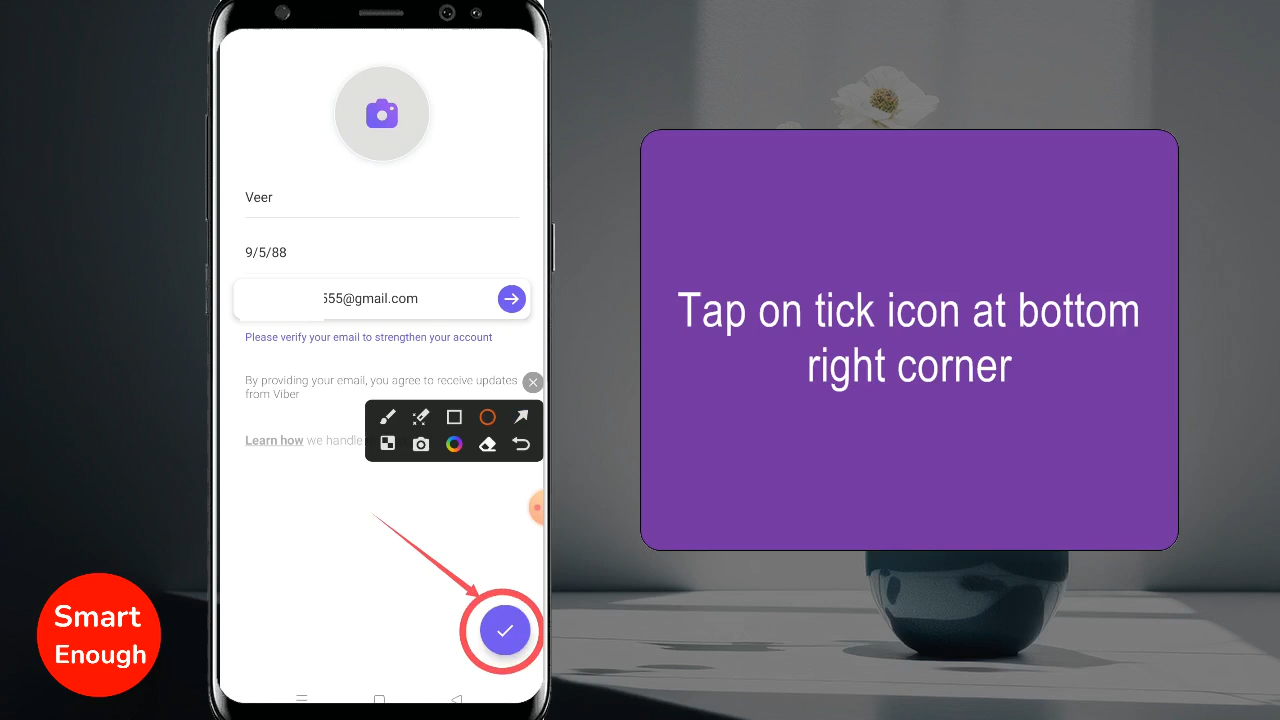 Veer
9/5/88
555@gmail.com
Please verify your email to strengthen your account
By providing your email, you agree to receive updates
from Viber
Learn how we handle
Tap on tick icon at bottom
right corner
Smart
Enough